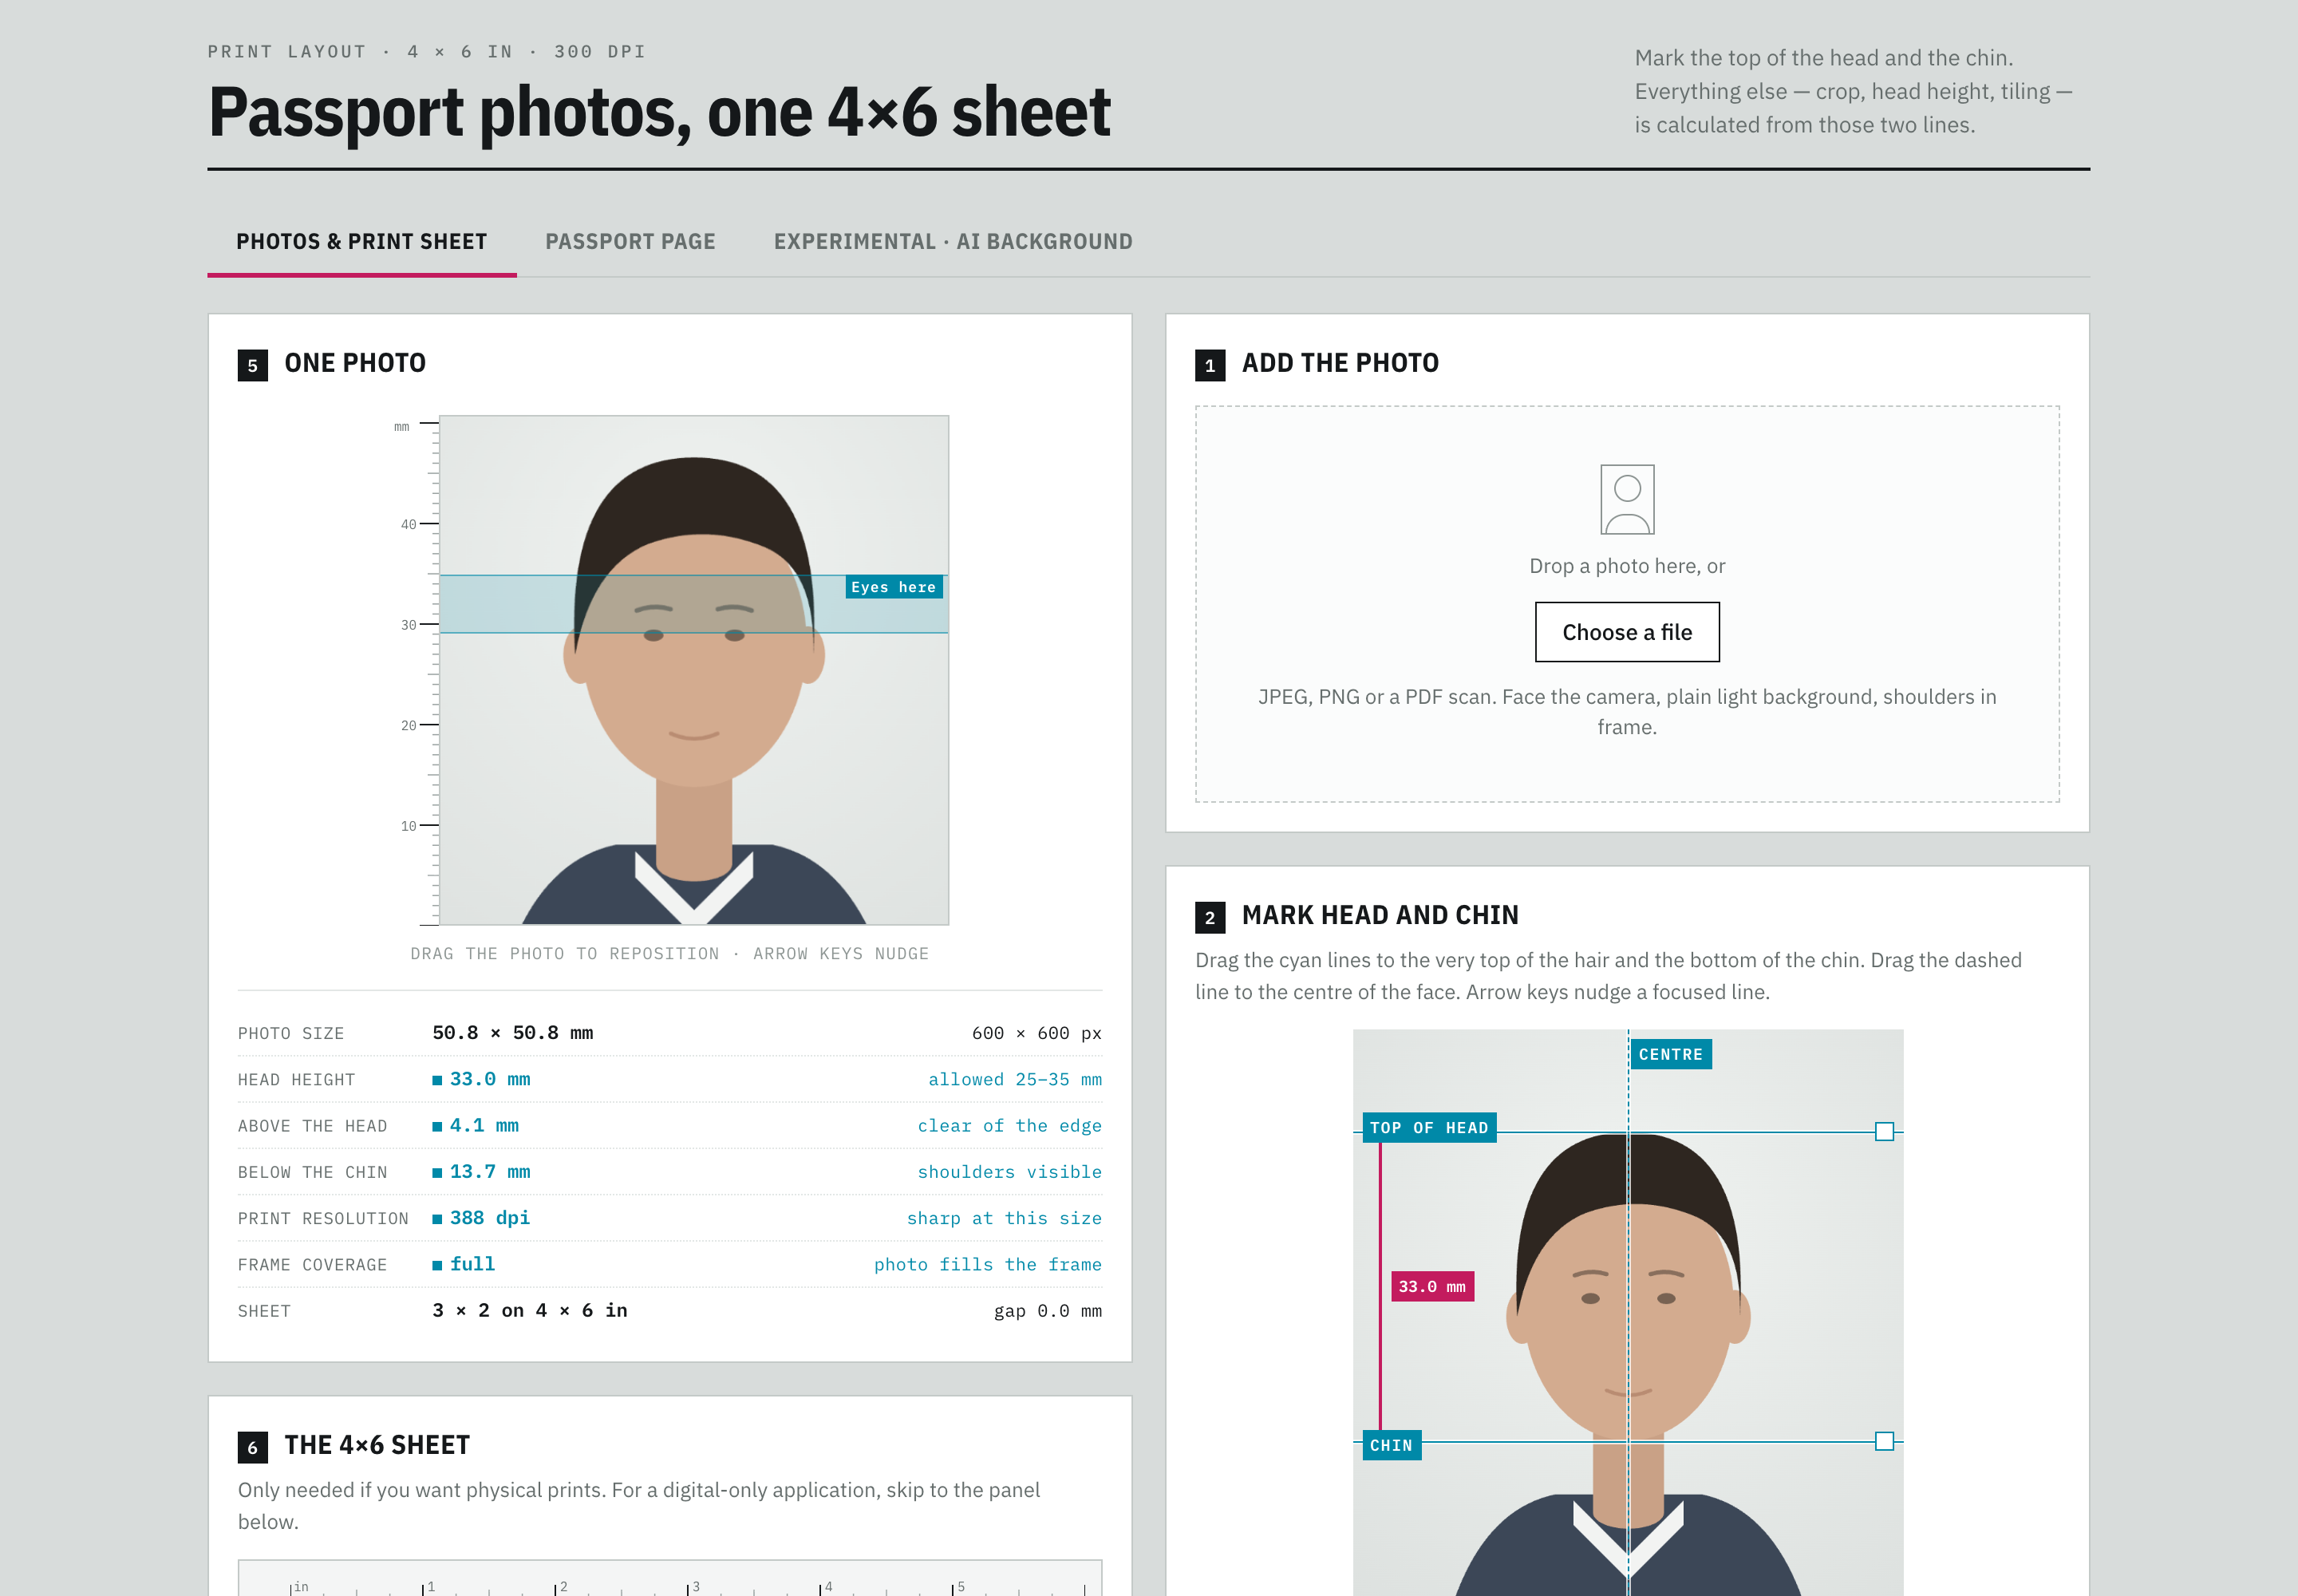 PRINT LAYOUT · 4 × 6 IN · 300 DPI
Passport photos, one 4×6 sheet
Mark the top of the head and the chin.
Everything else — crop, head height, tiling —
is calculated from those two lines.
PHOTOS & PRINT SHEET
PASSPORT PAGE
EXPERIMENTAL · AI BACKGROUND
5 ONE PHOTO
mm
40
30
20
10
Eyes here
DRAG THE PHOTO TO REPOSITION · ARROW KEYS NUDGE
PHOTO SIZE 50.8 × 50.8 mm 600 × 600 px
HEAD HEIGHT 33.0 mm allowed 25–35 mm
ABOVE THE HEAD 4.1 mm clear of the edge
BELOW THE CHIN 13.7 mm shoulders visible
PRINT RESOLUTION 388 dpi sharp at this size
FRAME COVERAGE full photo fills the frame
SHEET 3 × 2 on 4 × 6 in gap 0.0 mm
6 THE 4×6 SHEET
Only needed if you want physical prints. For a digital-only application, skip to the panel
below.
in 1 2 3 4 5
1 ADD THE PHOTO
Drop a photo here, or
Choose a file
JPEG, PNG or a PDF scan. Face the camera, plain light background, shoulders in
frame.
2 MARK HEAD AND CHIN
Drag the cyan lines to the very top of the hair and the bottom of the chin. Drag the dashed
line to the centre of the face. Arrow keys nudge a focused line.
CENTRE
TOP OF HEAD
33.0 mm
CHIN